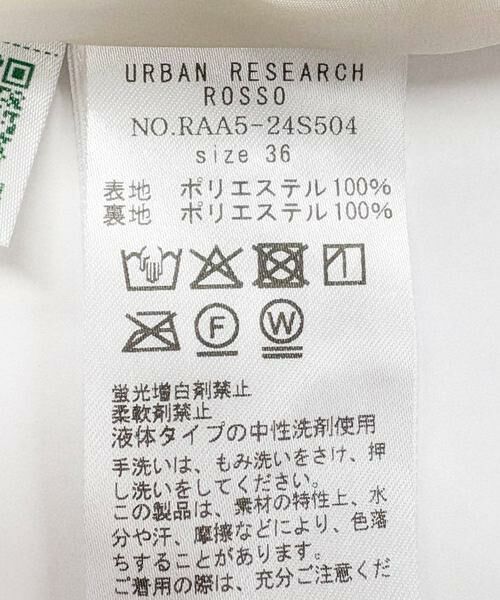 URBAN RESEARCH
ROSSO
NO.RAA5-24S504
size 36
表地 ポリエステル100%
裏地 ポリエステル100%
F W
蛍光増白剤禁止
柔軟剤禁止
液体タイプの中性洗剤使用
手洗いは、もみ洗いをさけ、押
し洗いをしてください。
この製品は、素材の特性上、水
分や汗、摩擦などにより、色落
ちすることがあります。
ご着用の際は、充分ご注意くだ